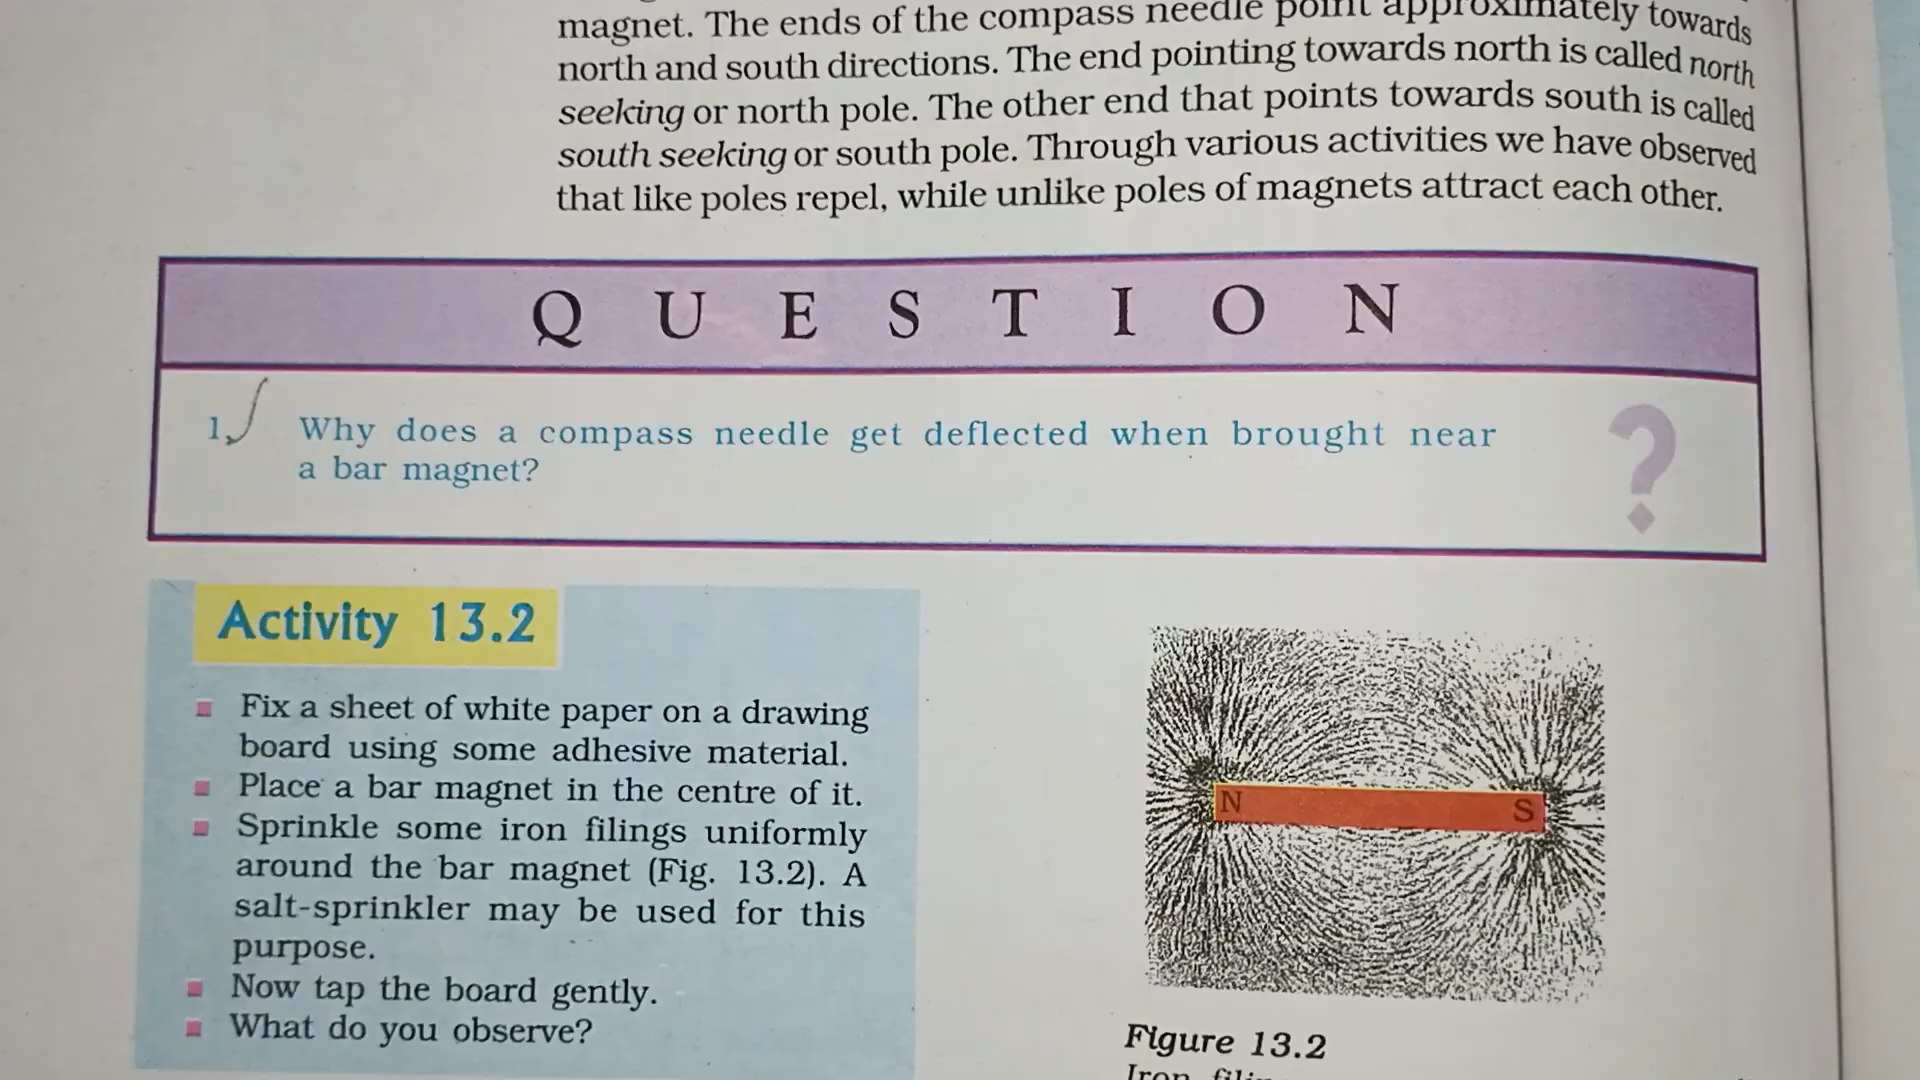 magnet. The ends of the compass needle point approximately towards
north and south directions. The end pointing towards north is called north
seeking or north pole. The other end that points towards south is called
south seeking or south pole. Through various activities we have observed
that like poles repel, while unlike poles of magnets attract each other.
QUESTION
1. Why does a compass needle get deflected when brought near
a bar magnet?
?
Activity 13.2
Fix a sheet of white paper on a drawing
board using some adhesive material.
Place a bar magnet in the centre of it.
Sprinkle some iron filings uniformly
around the bar magnet (Fig. 13.2). A
salt-sprinkler may be used for this
purpose.
Now tap the board gently.
What do you observe?
N S
Figure 13.2
Iron